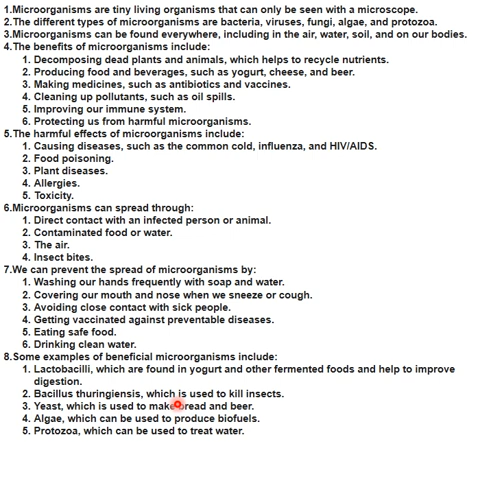 1.Microorganisms are tiny living organisms that can only be seen with a microscope.
2.The different types of microorganisms are bacteria, viruses, fungi, algae, and protozoa.
3.Microorganisms can be found everywhere, including in the air, water, soil, and on our bodies.
4.The benefits of microorganisms include:
1. Decomposing dead plants and animals, which helps to recycle nutrients.
2. Producing food and beverages, such as yogurt, cheese, and beer.
3. Making medicines, such as antibiotics and vaccines.
4. Cleaning up pollutants, such as oil spills.
5. Improving our immune system.
6. Protecting us from harmful microorganisms.
5.The harmful effects of microorganisms include:
1. Causing diseases, such as the common cold, influenza, and HIV/AIDS.
2. Food poisoning.
3. Plant diseases.
4. Allergies.
5. Toxicity.
6.Microorganisms can spread through:
1. Direct contact with an infected person or animal.
2. Contaminated food or water.
3. The air.
4. Insect bites.
7.We can prevent the spread of microorganisms by:
1. Washing our hands frequently with soap and water.
2. Covering our mouth and nose when we sneeze or cough.
3. Avoiding close contact with sick people.
4. Getting vaccinated against preventable diseases.
5. Eating safe food.
6. Drinking clean water.
8.Some examples of beneficial microorganisms include:
1. Lactobacilli, which are found in yogurt and other fermented foods and help to improve
digestion.
2. Bacillus thuringiensis, which is used to kill insects.
3. Yeast, which is used to make bread and beer.
4. Algae, which can be used to produce biofuels.
5. Protozoa, which can be used to treat water.